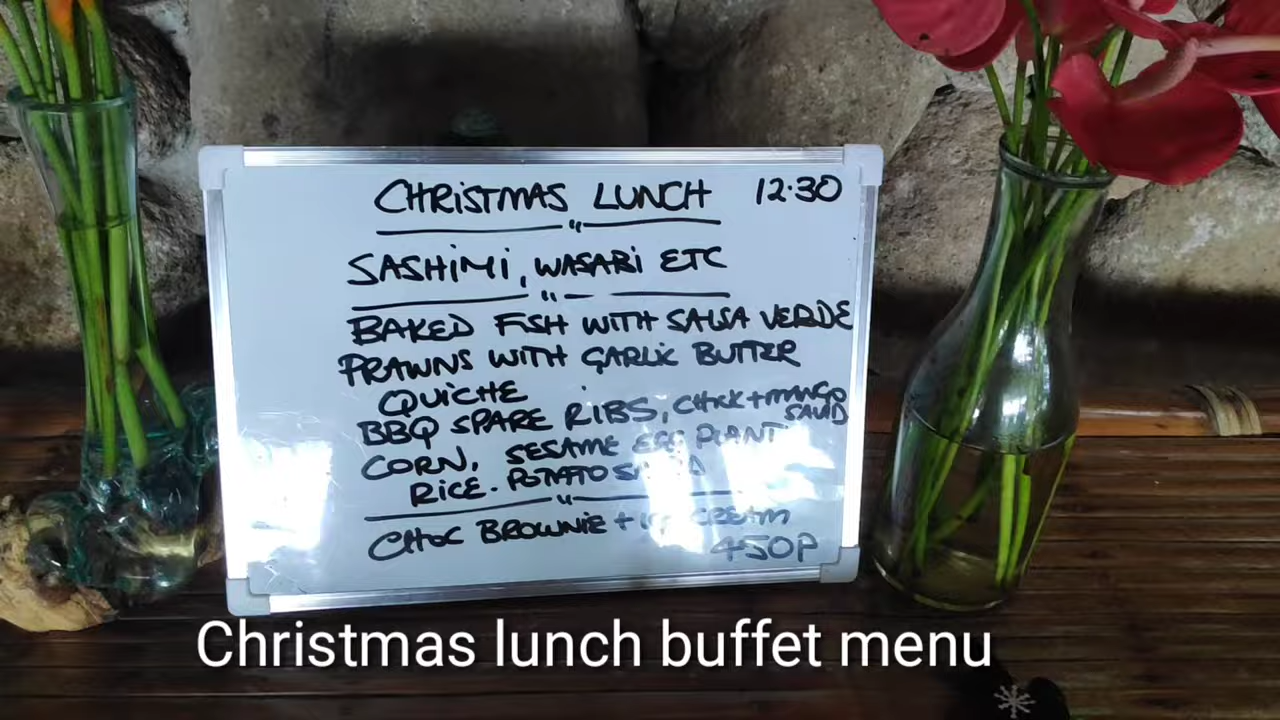 CHRISTMAS LUNCH 12.30
SASHIMI, WASABI ETC
BAKED FISH WITH SALSA VERDE
PRAWNS WITH GARLIC BUTTER
QUICHE
BBQ SPARE RIBS, CHICK + MANGO
SALAD
CORN, SESAME EGG PLANT
RICE. POTATO SALAD
CHOC BROWNIE + ICE CREAM
450P
Christmas lunch buffet menu